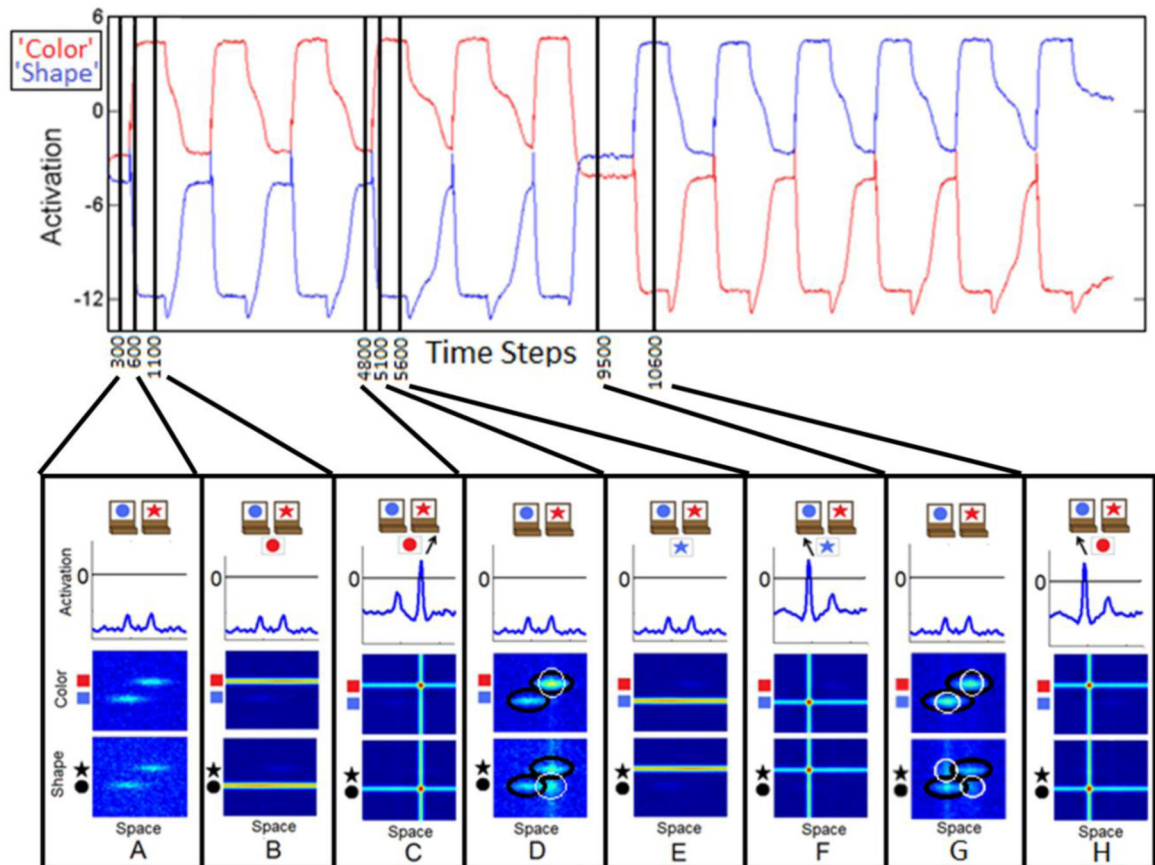 6
'Color'
'Shape'
0
-6
-12
Activation
300
600
1100
4800
5100
5600
9500
10600
Time Steps
Activation
0
0
0
0
0
0
0
0
Color
Shape
Space
Space
Space
Space
Space
Space
Space
Space
A
B
C
D
E
F
G
H